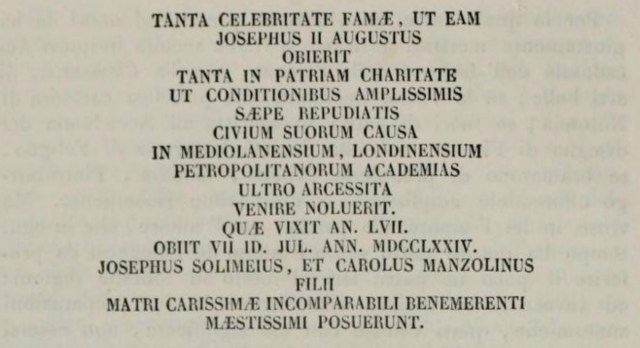 TANTA CELEBRITATE FAMÆ, UT EAM
JOSEPHUS II AUGUSTUS
OBIERIT
TANTA IN PATRIAM CHARITATE
UT CONDITIONIBUS AMPLISSIMIS
SÆPE REPUDIATIS
CIVIUM SUORUM CAUSA
IN MEDIOLANENSIUM, LONDINENSIUM
PETROPOLITANORUM ACADEMIAS
ULTRO ARCESSITA
VENIRE NOLUERIT.
QUÆ VIXIT AN. LVII.
OBIIT VII ID. JUL. ANN. MDCCLXXIV.
JOSEPHUS SOLIMEIUS, ET CAROLUS MANZOLINUS
FILII
MATRI CARISSIMÆ INCOMPARABILI BENEMERENTI
MÆSTISSIMI POSUERUNT.